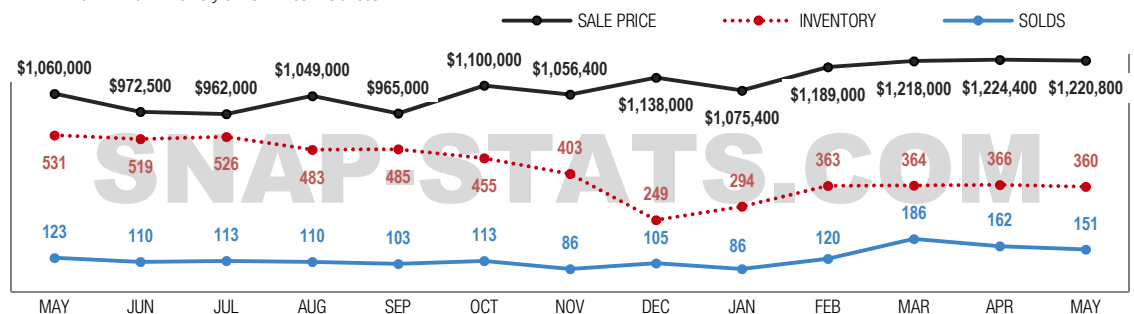 SALE PRICE INVENTORY SOLDS
$1,060,000 $972,500 $962,000 $1,049,000 $965,000 $1,100,000 $1,056,400 $1,138,000 $1,075,400 $1,189,000 $1,218,000 $1,224,400 $1,220,800
SNAP-STATS.COM
531 519 526 483 485 455 403 249 294 363 364 366 360
123 110 113 110 103 113 86 105 86 120 186 162 151
MAY JUN JUL AUG SEP OCT NOV DEC JAN FEB MAR APR MAY